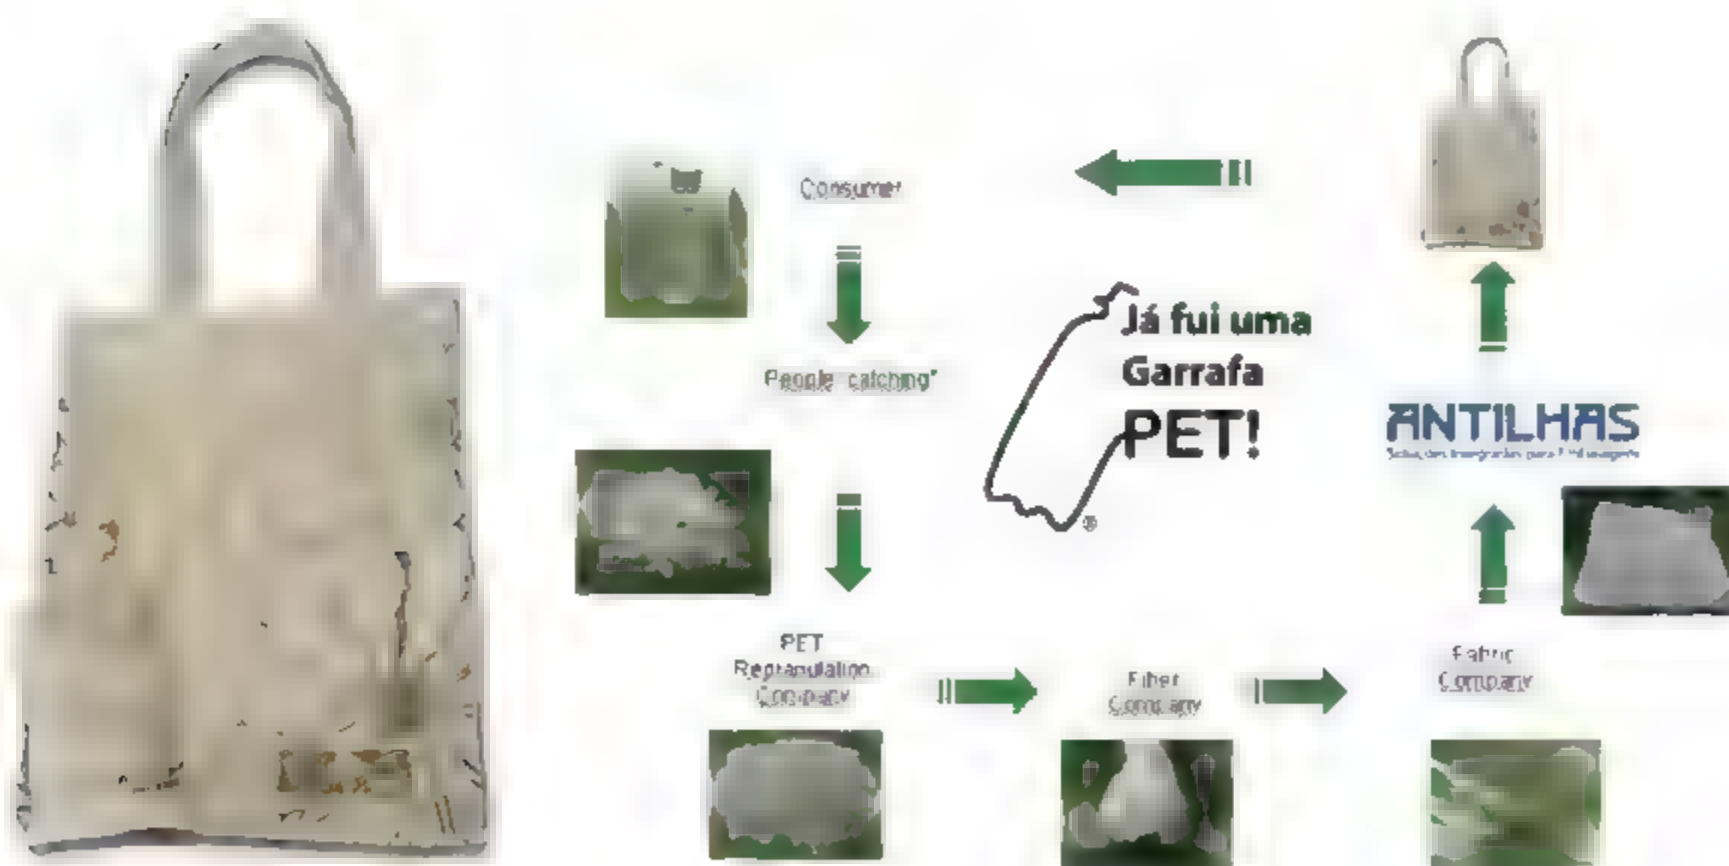 Consumer
People catching*
Já fui uma
Garrafa
PET!
®
ANTILHAS
PET
Regranulation
Company
Fiber
Company
Fabric
Company